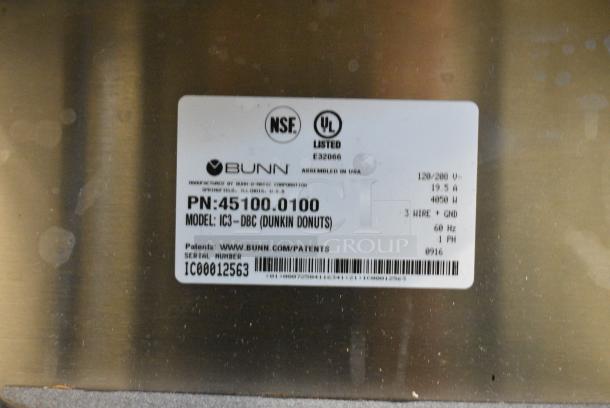 NSF®
UL
LISTED
E32066
BUNN®
ASSEMBLED IN USA
MANUFACTURED BY BUNN-O-MATIC CORPORATION
SPRINGFIELD, ILLINOIS, U.S.A
PN:45100.0100
MODEL: IC3-DBC (DUNKIN DONUTS)
120/208 V~
19.5 A
4050 W
3 WIRE + GND
60 Hz
1 PH
0916
Patents: WWW.BUNN.COM/PATENTS
SERIAL NUMBER
IC00012563
AUCTION GROUP